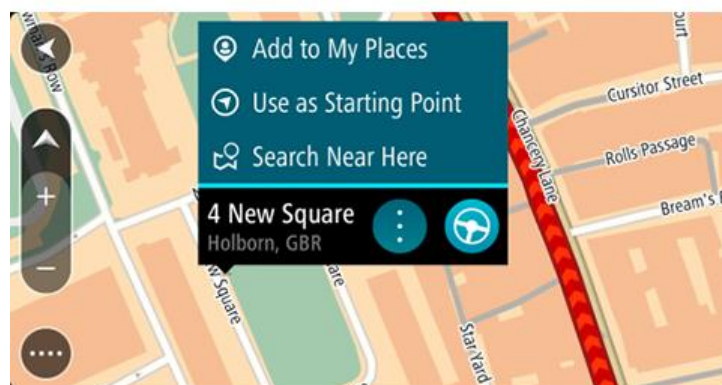 Add to My Places
Use as Starting Point
Search Near Here
4 New Square
Holborn, GBR
Chancery Lane
Cursitor Street
Rolls Passage
Bream's
Star Yard
Square
Row